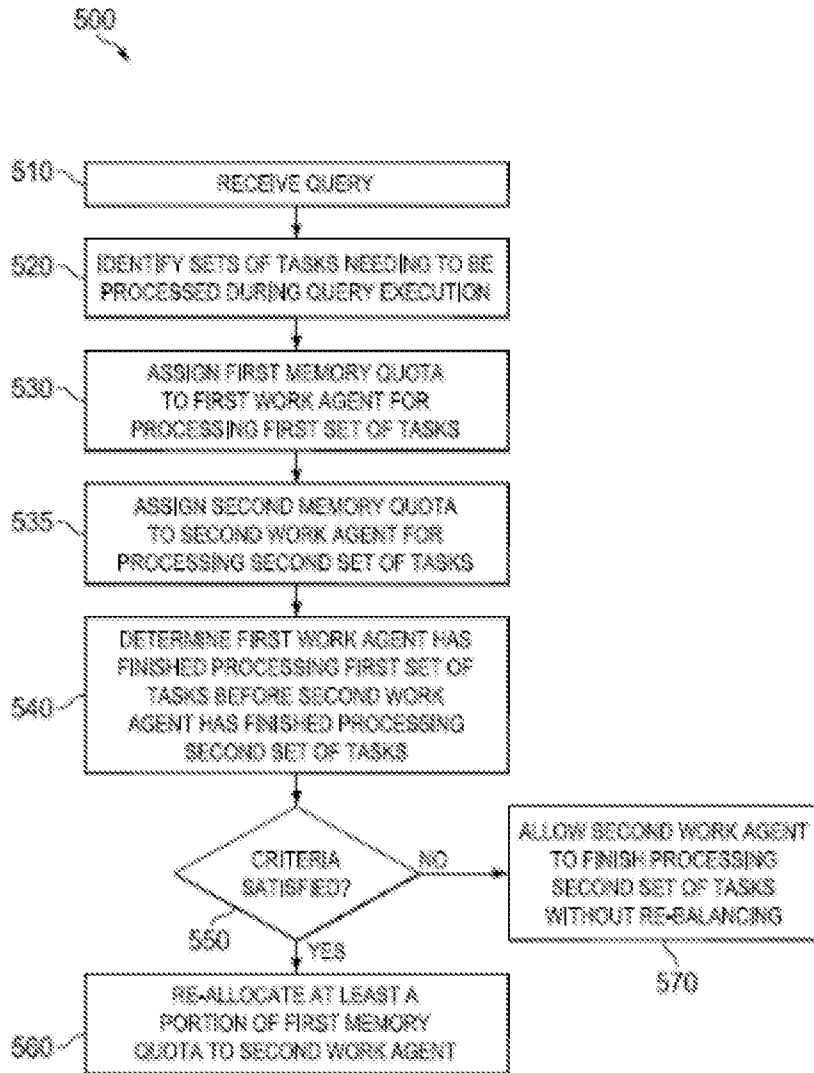 500
510
RECEIVE QUERY
520
IDENTIFY SETS OF TASKS NEEDING TO BE
PROCESSED DURING QUERY EXECUTION
530
ASSIGN FIRST MEMORY QUOTA
TO FIRST WORK AGENT FOR
PROCESSING FIRST SET OF TASKS
535
ASSIGN SECOND MEMORY QUOTA
TO SECOND WORK AGENT FOR
PROCESSING SECOND SET OF TASKS
540
DETERMINE FIRST WORK AGENT HAS
FINISHED PROCESSING FIRST SET OF
TASKS BEFORE SECOND WORK
AGENT HAS FINISHED PROCESSING
SECOND SET OF TASKS
CRITERIA
SATISFIED?
550
NO
YES
ALLOW SECOND WORK AGENT
TO FINISH PROCESSING
SECOND SET OF TASKS
WITHOUT RE-BALANCING
570
560
RE-ALLOCATE AT LEAST A
PORTION OF FIRST MEMORY
QUOTA TO SECOND WORK AGENT